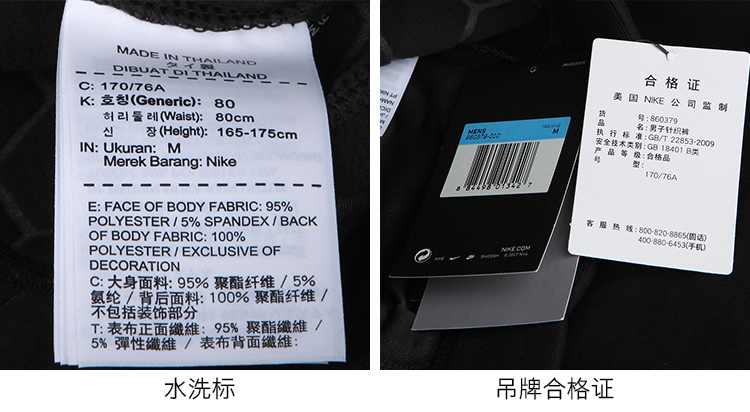 MADE IN THAILAND
タイ製
DIBUAT DI THAILAND
C: 170/76A
K: 호칭(Generic): 80
허리둘레(Waist): 80cm
신 장(Height): 165-175cm
IN: Ukuran: M
Merek Barang: Nike
E: FACE OF BODY FABRIC: 95%
POLYESTER / 5% SPANDEX / BACK
OF BODY FABRIC: 100%
POLYESTER / EXCLUSIVE OF
DECORATION
C: 大身面料: 95% 聚酯纤维 / 5%
氨纶 / 背后面料: 100% 聚酯纤维 /
不包括装饰部分
T: 表布正面纖維: 95% 聚酯纖維 /
5% 彈性纖維 / 表布背面纖維:
水洗标
MENS
860379-010
M
8 84498 01342 7
NIKE.COM
© 2017 Nike
合格证
美国 NIKE 公司监制
货号: 860379
品名: 男子针织裤
执行标准: GB/T 22853-2009
安全技术类别: GB 18401 B类
产品等级: 合格品
型号:
170/76A
客服热线: 800-820-8865(固话)
400-880-6453(手机)
吊牌合格证